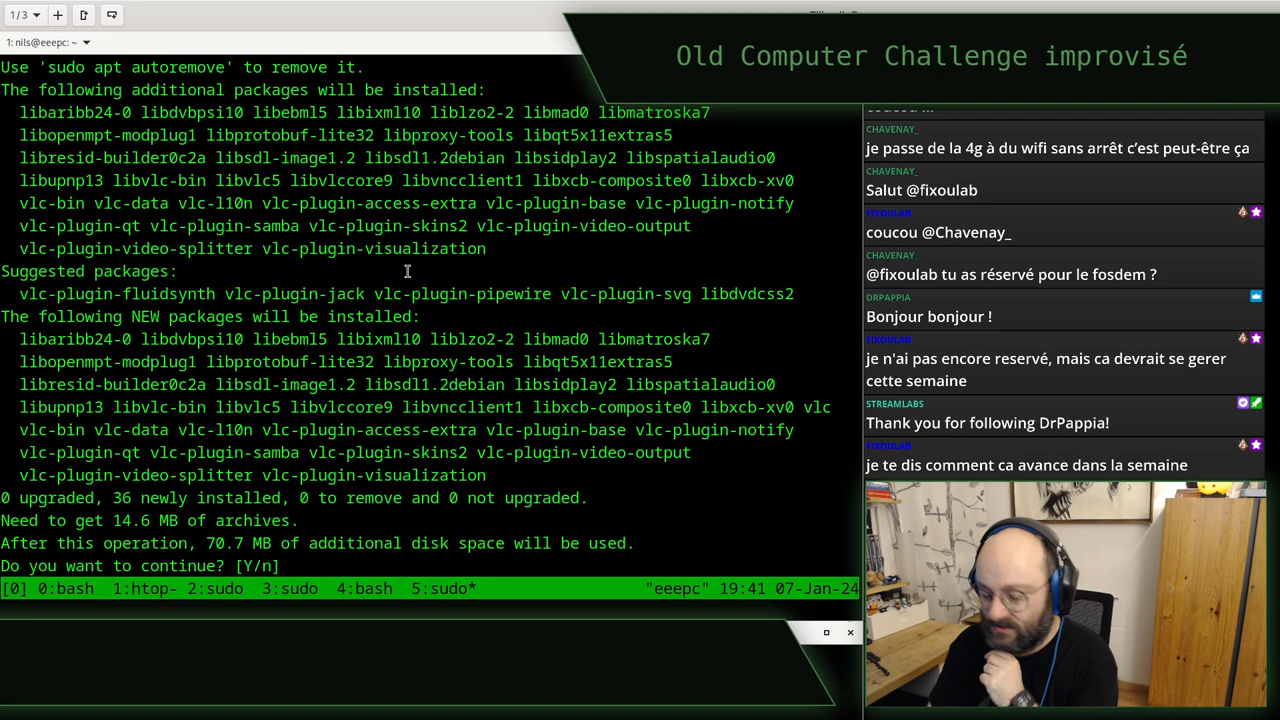 1/3
1: nils@eeepc: ~
Old Computer Challenge improvisé
Use 'sudo apt autoremove' to remove it.
The following additional packages will be installed:
libaribb24-0 libdvbpsi10 libebml5 libixml10 liblzo2-2 libmad0 libmatroska7
libopenmpt-modplug1 libprotobuf-lite32 libproxy-tools libqt5x11extras5
libresid-builder0c2a libsdl-image1.2 libsdl1.2debian libsidplay2 libspatialaudio0
libupnp13 libvlc-bin libvlc5 libvlccore9 libvncclient1 libxcb-composite0 libxcb-xv0
vlc-bin vlc-data vlc-l10n vlc-plugin-access-extra vlc-plugin-base vlc-plugin-notify
vlc-plugin-qt vlc-plugin-samba vlc-plugin-skins2 vlc-plugin-video-output
vlc-plugin-video-splitter vlc-plugin-visualization
Suggested packages:
vlc-plugin-fluidsynth vlc-plugin-jack vlc-plugin-pipewire vlc-plugin-svg libdvdcss2
The following NEW packages will be installed:
libaribb24-0 libdvbpsi10 libebml5 libixml10 liblzo2-2 libmad0 libmatroska7
libopenmpt-modplug1 libprotobuf-lite32 libproxy-tools libqt5x11extras5
libresid-builder0c2a libsdl-image1.2 libsdl1.2debian libsidplay2 libspatialaudio0
libupnp13 libvlc-bin libvlc5 libvlccore9 libvncclient1 libxcb-composite0 libxcb-xv0 vlc
vlc-bin vlc-data vlc-l10n vlc-plugin-access-extra vlc-plugin-base vlc-plugin-notify
vlc-plugin-qt vlc-plugin-samba vlc-plugin-skins2 vlc-plugin-video-output
vlc-plugin-video-splitter vlc-plugin-visualization
0 upgraded, 36 newly installed, 0 to remove and 0 not upgraded.
Need to get 14.6 MB of archives.
After this operation, 70.7 MB of additional disk space will be used.
Do you want to continue? [Y/n]
[0] 0:bash 1:htop- 2:sudo 3:sudo 4:bash 5:sudo* "eeepc" 19:41 07-Jan-24
CHAVENAY_
je passe de la 4g à du wifi sans arrêt c’est peut-être ça
CHAVENAY_
Salut @fixoulab
FIXOULAB
coucou @Chavenay_
CHAVENAY_
@fixoulab tu as réservé pour le fosdem ?
DRPAPPIA
Bonjour bonjour !
FIXOULAB
je n'ai pas encore reservé, mais ca devrait se gerer
cette semaine
STREAMLABS
Thank you for following DrPappia!
FIXOULAB
je te dis comment ca avance dans la semaine